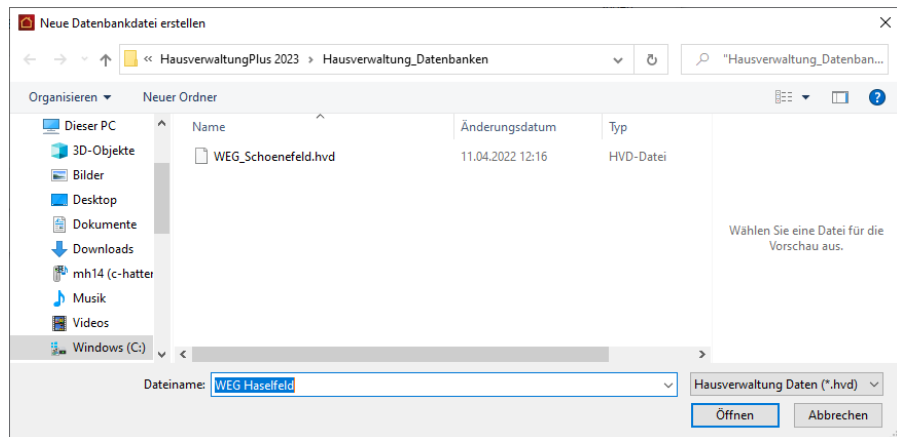 Neue Datenbankdatei erstellen
« HausverwaltungPlus 2023 › Hausverwaltung_Datenbanken
"Hausverwaltung_Datenban...
Organisieren
Neuer Ordner
Dieser PC
3D-Objekte
Bilder
Desktop
Dokumente
Downloads
mh14 (c-hatter
Musik
Videos
Windows (C:)
Name
Änderungsdatum
Typ
WEG_Schoenefeld.hvd
11.04.2022 12:16
HVD-Datei
Wählen Sie eine Datei für die
Vorschau aus.
Dateiname:
WEG Haselfeld
Hausverwaltung Daten (*.hvd)
Öffnen
Abbrechen